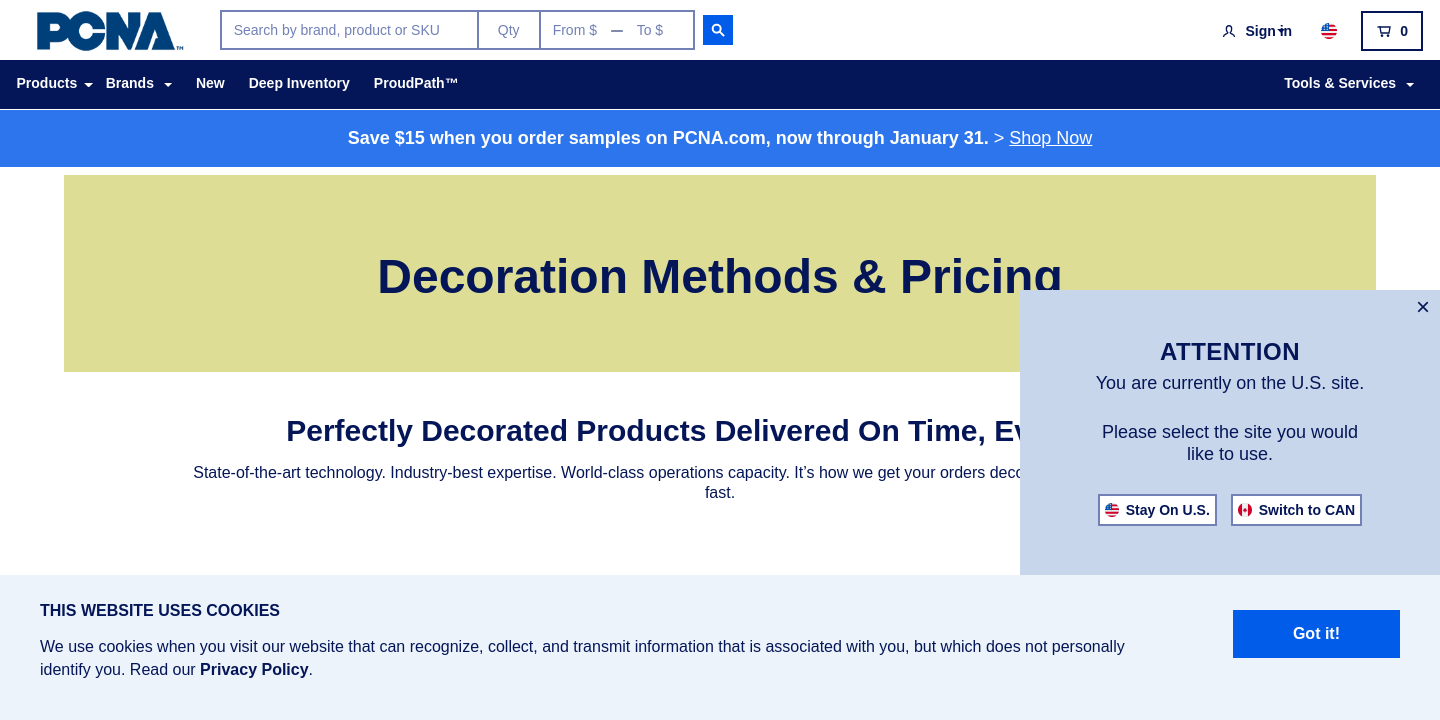 PCNA™
Search by brand, product or SKU
Qty
From $ — To $
Sign in
0
Products
Brands
New
Deep Inventory
ProudPath™
Tools & Services
Save $15 when you order samples on PCNA.com, now through January 31. > Shop Now
Decoration Methods & Pricing
Perfectly Decorated Products Delivered On Time,
State-of-the-art technology. Industry-best expertise. World-class operations capacity. It’s how we get your orders
fast.
×
ATTENTION
You are currently on the U.S. site.
Please select the site you would
like to use.
Stay On U.S.
Switch to CAN
THIS WEBSITE USES COOKIES
We use cookies when you visit our website that can recognize, collect, and transmit information that is associated with you, but which does not personally
identify you. Read our Privacy Policy.
Got it!